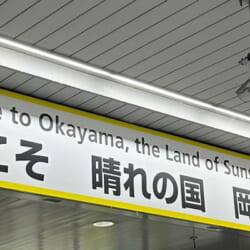 e to Okayama, the Land of Suns
こそ 晴れの国 岡